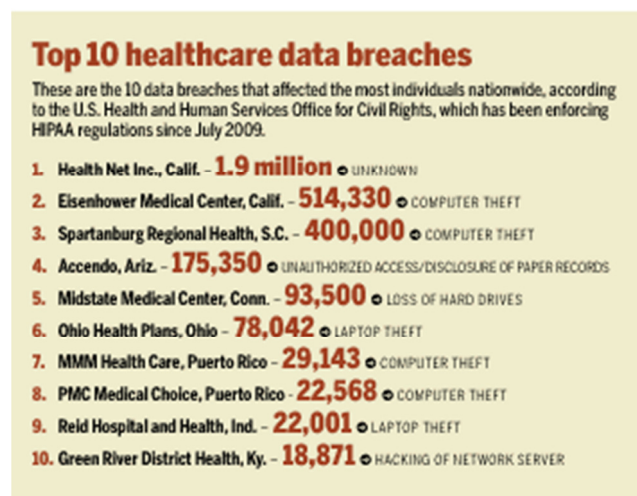 Top 10 healthcare data breaches
These are the 10 data breaches that affected the most individuals nationwide, according
to the U.S. Health and Human Services Office for Civil Rights, which has been enforcing
HIPAA regulations since July 2009.
1. Health Net Inc., Calif. – 1.9 million ➲ UNKNOWN
2. Eisenhower Medical Center, Calif. – 514,330 ➲ COMPUTER THEFT
3. Spartanburg Regional Health, S.C. – 400,000 ➲ COMPUTER THEFT
4. Accendo, Ariz. – 175,350 ➲ UNAUTHORIZED ACCESS/DISCLOSURE OF PAPER RECORDS
5. Midstate Medical Center, Conn. – 93,500 ➲ LOSS OF HARD DRIVES
6. Ohio Health Plans, Ohio – 78,042 ➲ LAPTOP THEFT
7. MMM Health Care, Puerto Rico – 29,143 ➲ COMPUTER THEFT
8. PMC Medical Choice, Puerto Rico - 22,568 ➲ COMPUTER THEFT
9. Reid Hospital and Health, Ind. – 22,001 ➲ LAPTOP THEFT
10. Green River District Health, Ky. – 18,871 ➲ HACKING OF NETWORK SERVER